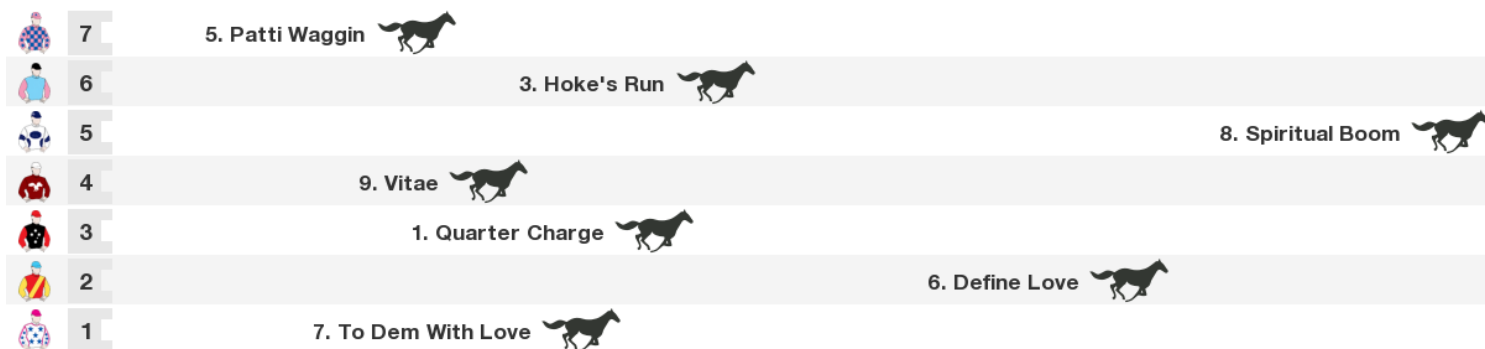 7 5. Patti Waggin
6 3. Hoke's Run
5 8. Spiritual Boom
4 9. Vitae
3 1. Quarter Charge
2 6. Define Love
1 7. To Dem With Love